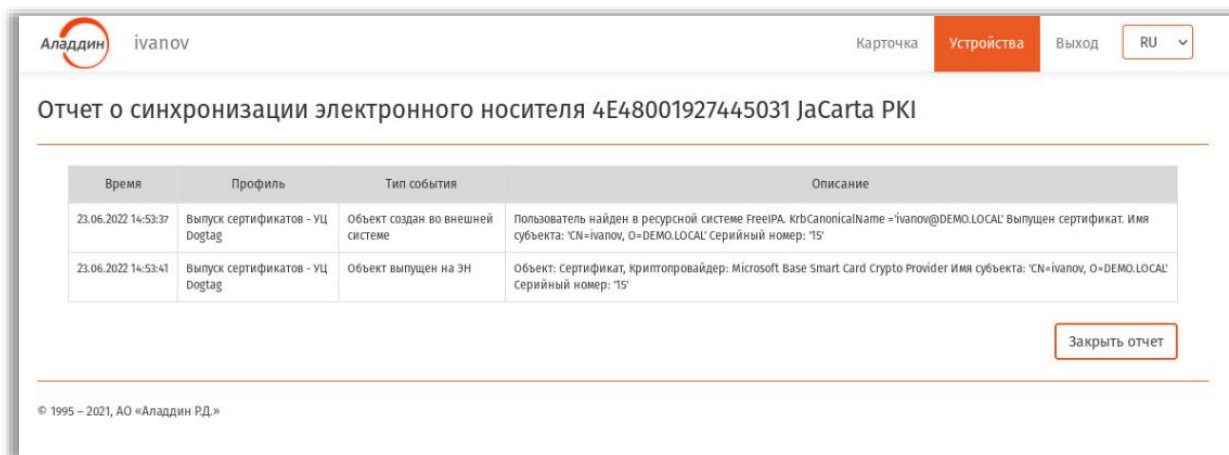 Аладдин ivanov Карточка Устройства Выход RU
Отчет о синхронизации электронного носителя 4E48001927445031 JaCarta PKI
Время Профиль Тип события Описание
23.06.2022 14:53:37 Выпуск сертификатов - УЦ Объект создан во внешней Пользователь найден в ресурсной системе FreeIPA. KrbCanonicalName ='ivanov@DEMO.LOCAL' Выпущен сертификат. Имя
Dogtag системе субъекта: 'CN=ivanov, O=DEMO.LOCAL' Серийный номер: '15'
23.06.2022 14:53:41 Выпуск сертификатов - УЦ Объект выпущен на ЭН Объект: Сертификат, Криптопровайдер: Microsoft Base Smart Card Crypto Provider Имя субъекта: 'CN=ivanov, O=DEMO.LOCAL'
Dogtag Серийный номер: '15'
Закрыть отчет
© 1995 – 2021, АО «Аладдин Р.Д.»